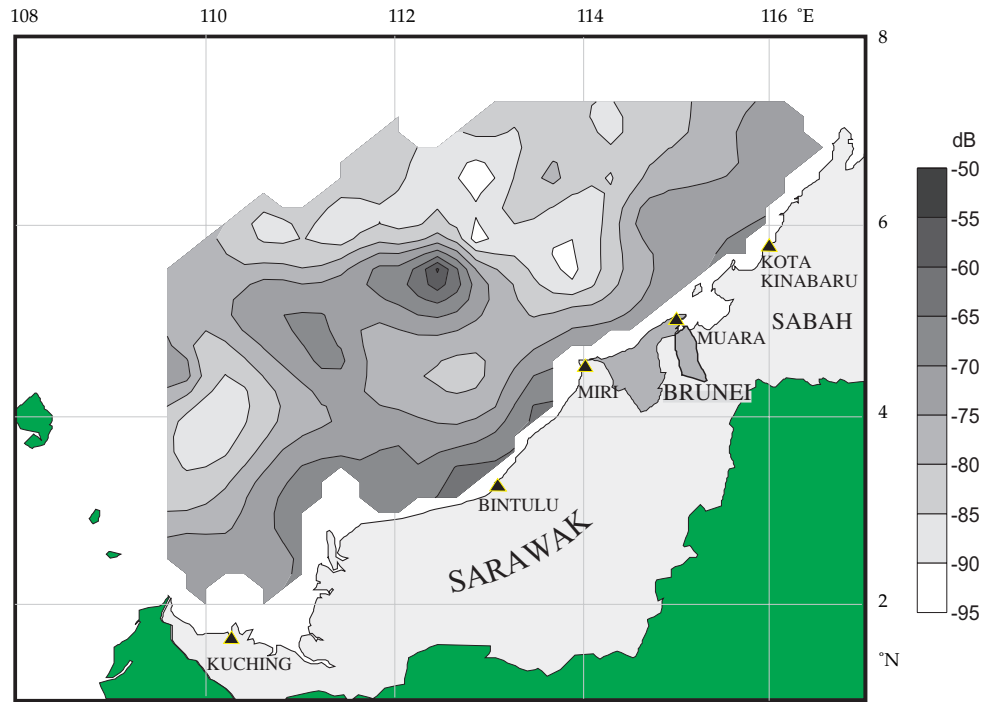 108 110 112 114 116 °E
8
dB
-50
-55
6
KOTA
KINABARU
-60
SABAH
-65
MUARA
-70
MIRI
BRUNEI
4
-75
-80
BINTULU
-85
SARAWAK
-90
2
-95
°N
KUCHING